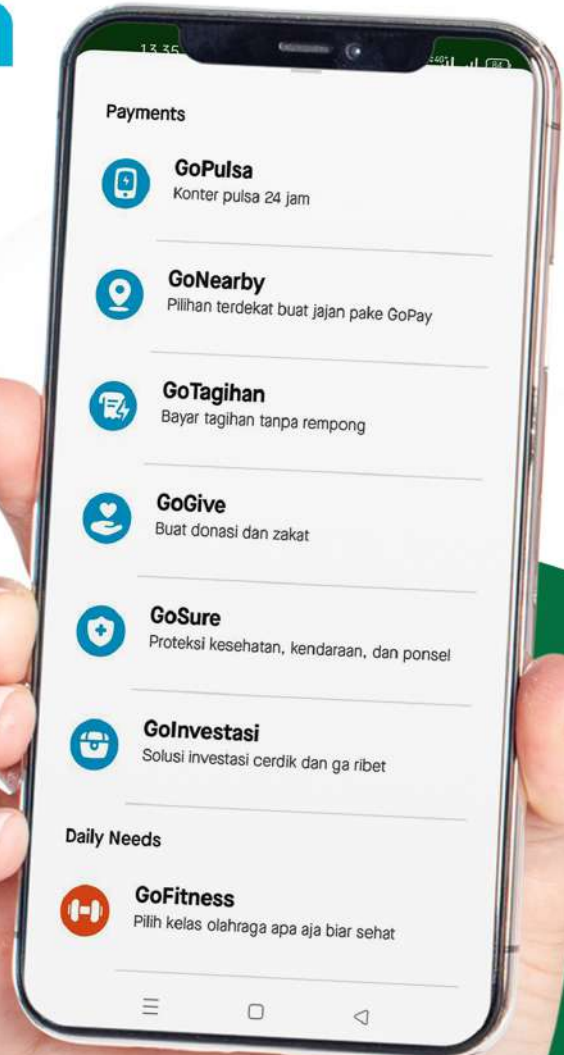 13.35
84
Payments
GoPulsa
Konter pulsa 24 jam
GoNearby
Pilihan terdekat buat jajan pake GoPay
GoTagihan
Bayar tagihan tanpa rempong
GoGive
Buat donasi dan zakat
GoSure
Proteksi kesehatan, kendaraan, dan ponsel
GoInvestasi
Solusi investasi cerdik dan ga ribet
Daily Needs
GoFitness
Pilih kelas olahraga apa aja biar sehat